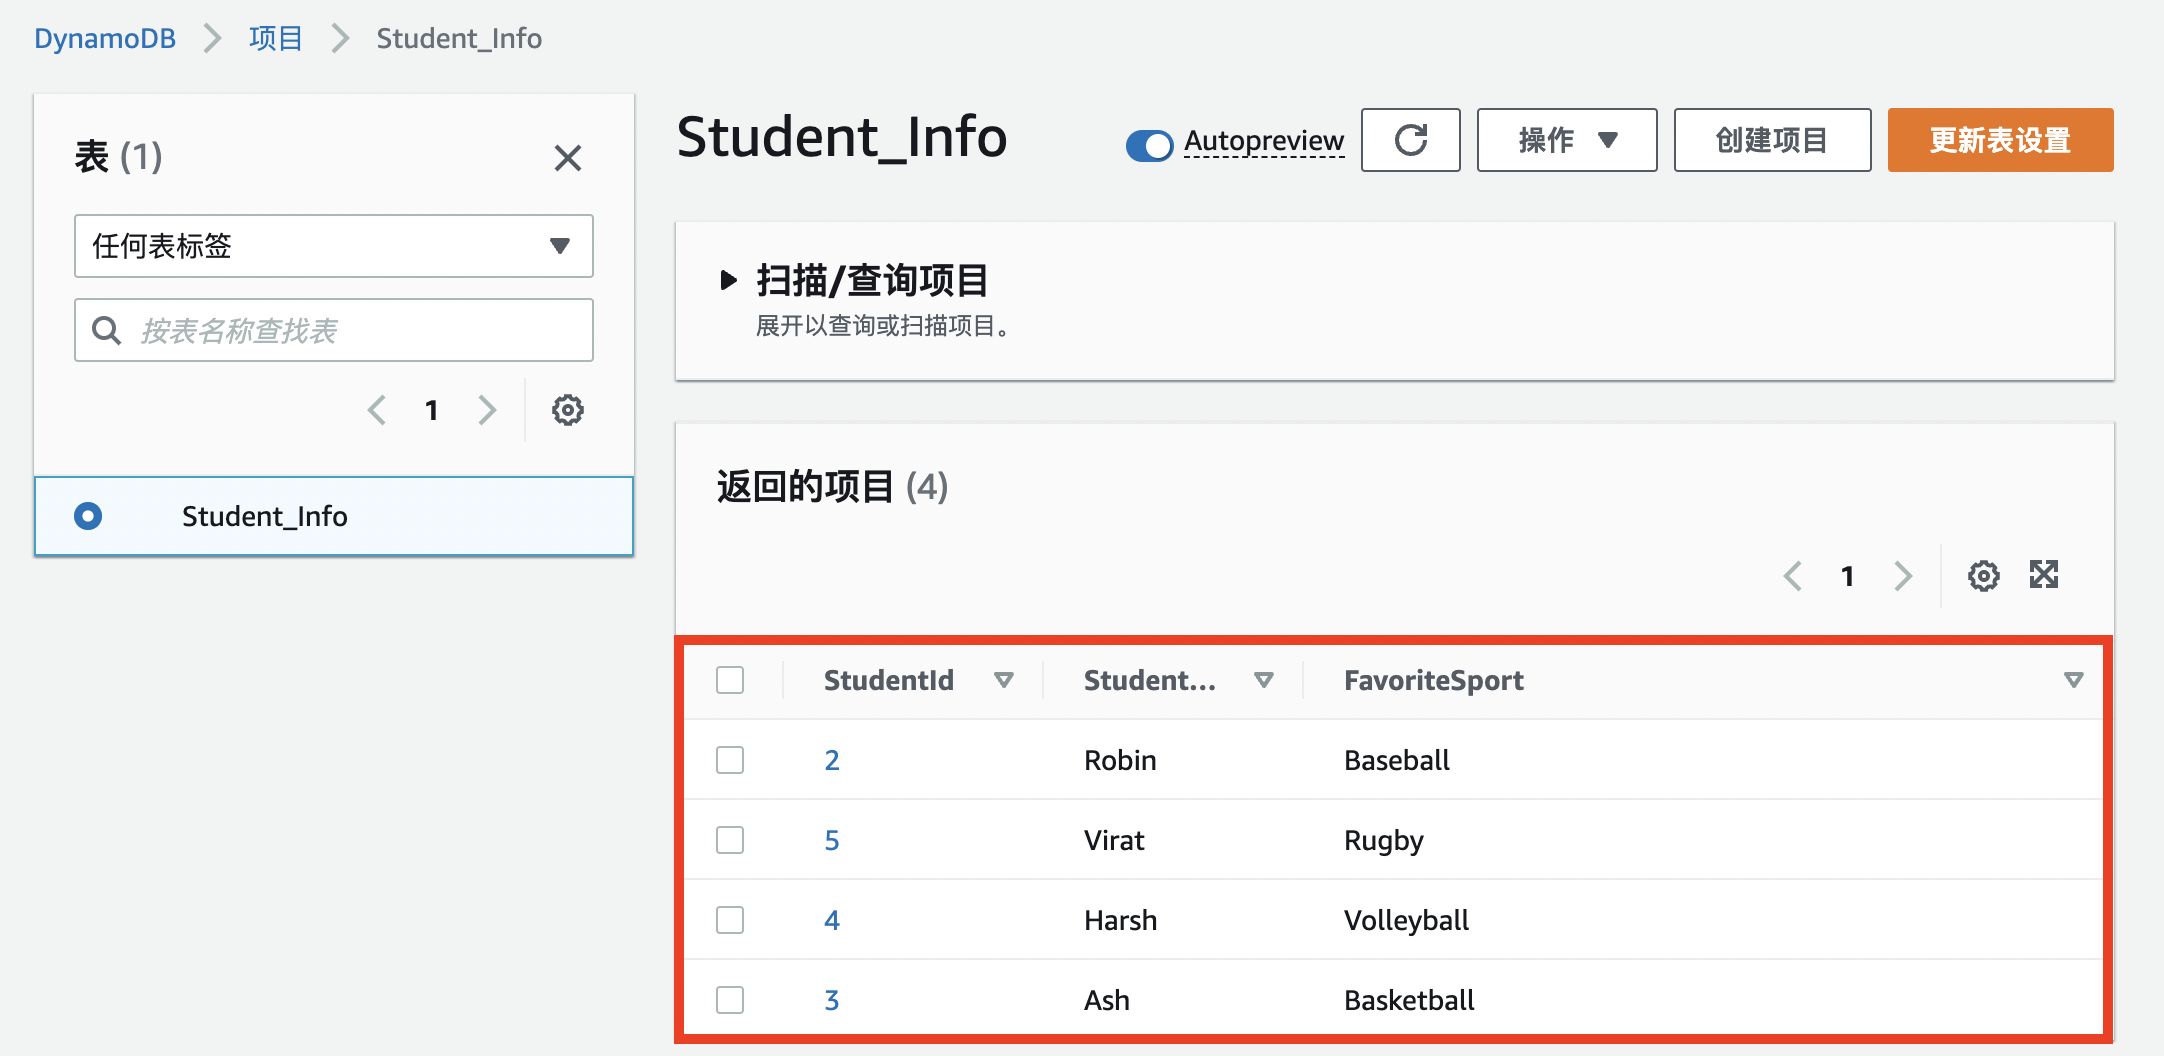 DynamoDB > 项目 > Student_Info
表 (1)
任何表标签
按表名称查找表
1
Student_Info
Student_Info
Autopreview
操作
创建项目
更新表设置
扫描/查询项目
展开以查询或扫描项目。
返回的项目 (4)
1
StudentId Student... FavoriteSport
2 Robin Baseball
5 Virat Rugby
4 Harsh Volleyball
3 Ash Basketball